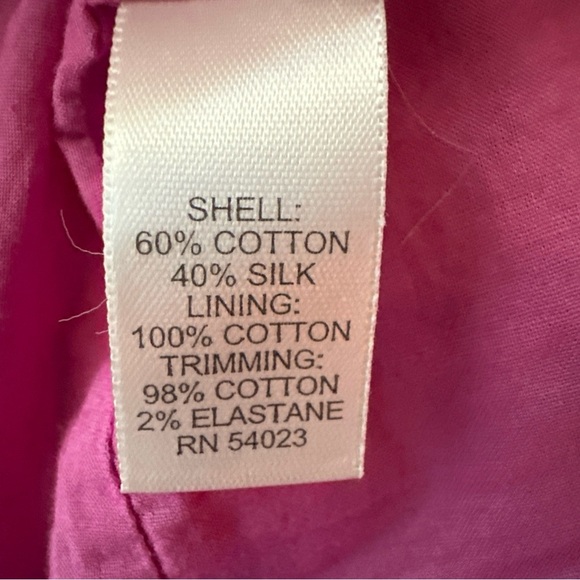 SHELL:
60% COTTON
40% SILK
LINING:
100% COTTON
TRIMMING:
98% COTTON
2% ELASTANE
RN 54023